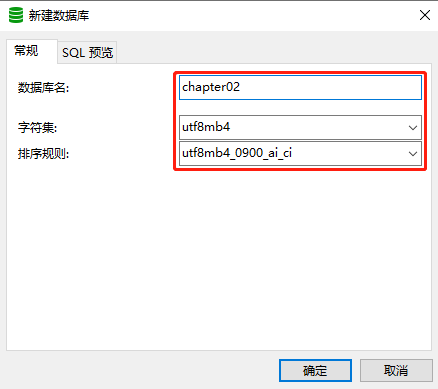 新建数据库
常规 SQL 预览
数据库名: chapter02
字符集: utf8mb4
排序规则: utf8mb4_0900_ai_ci
确定 取消